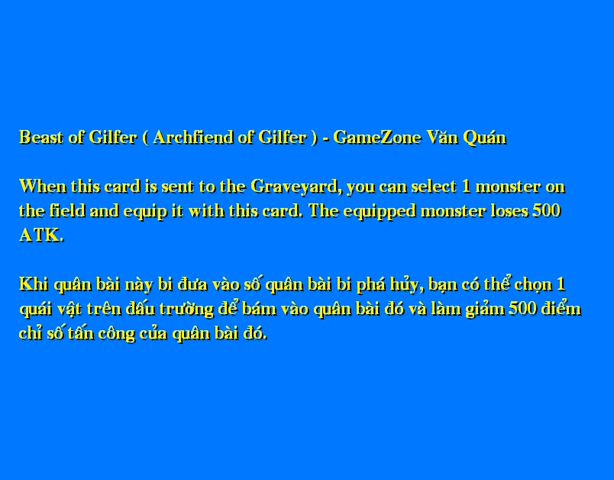 Beast of Gilfer ( Archfiend of Gilfer ) - GameZone Văn Quán
When this card is sent to the Graveyard, you can select 1 monster on
the field and equip it with this card. The equipped monster loses 500
ATK.
Khi quân bài này bi đưa vào số quân bài bi phá hủy, bạn có thể chọn 1
quái vật trên đấu trường để bám vào quân bài đó và làm giảm 500 điểm
chỉ số tấn công của quân bài đó.